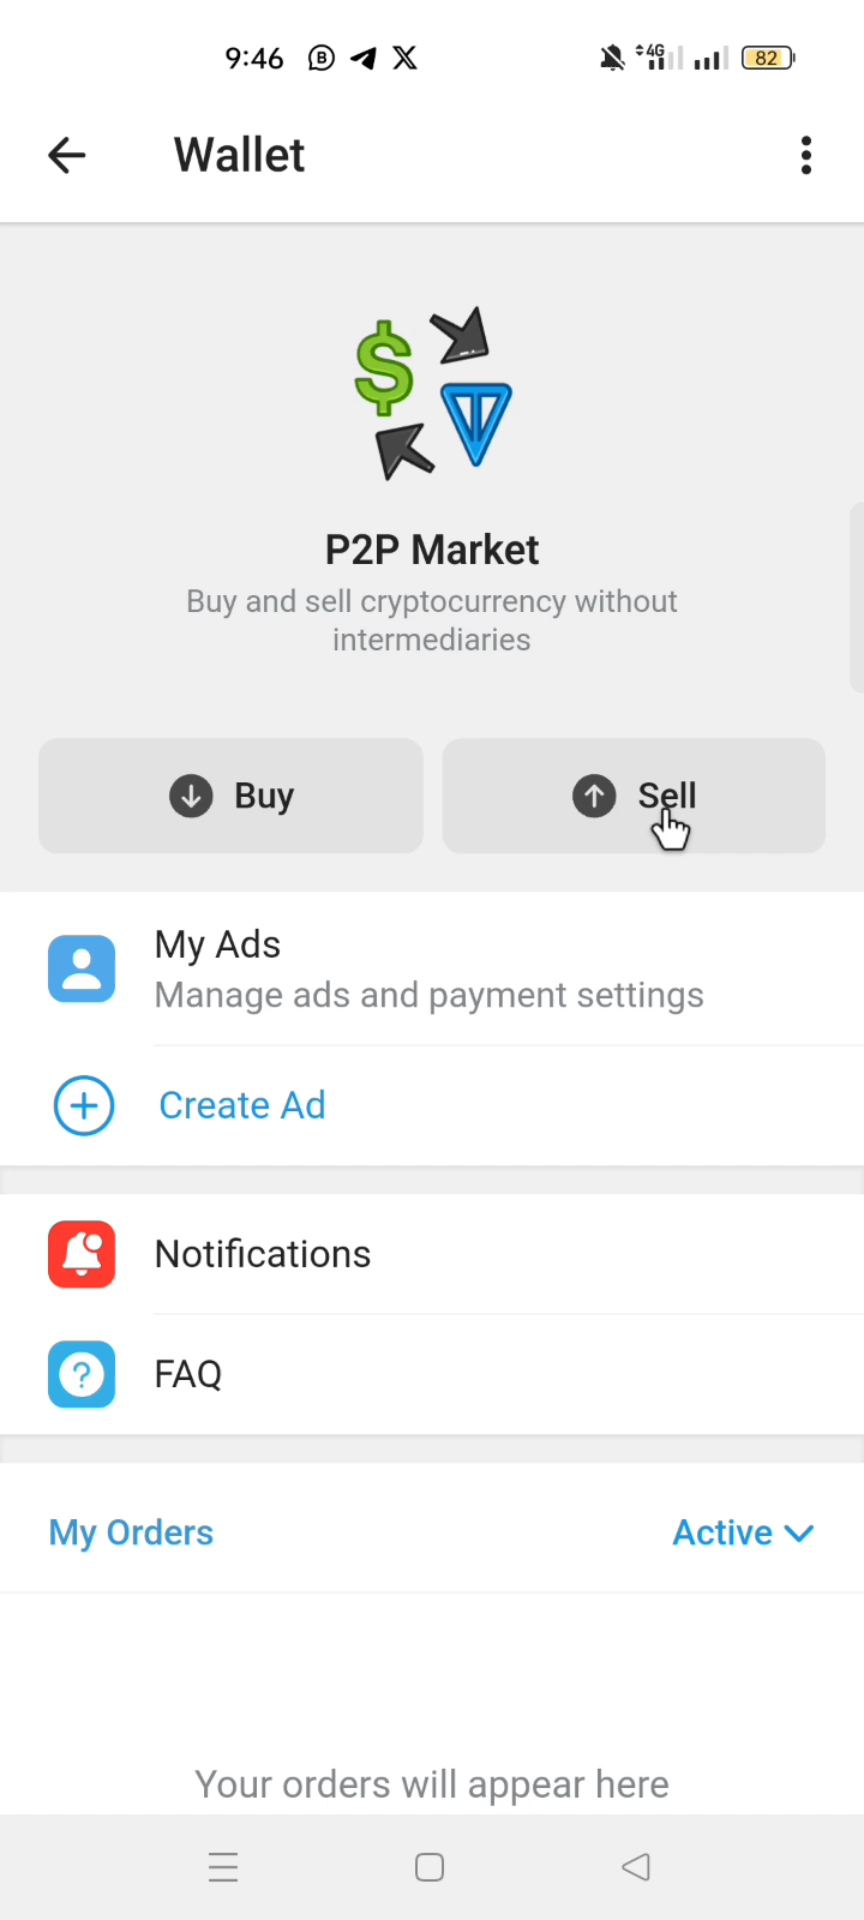 9:46
4G
82
Wallet
P2P Market
Buy and sell cryptocurrency without
intermediaries
Buy
Sell
My Ads
Manage ads and payment settings
Create Ad
Notifications
FAQ
My Orders
Active
Your orders will appear here